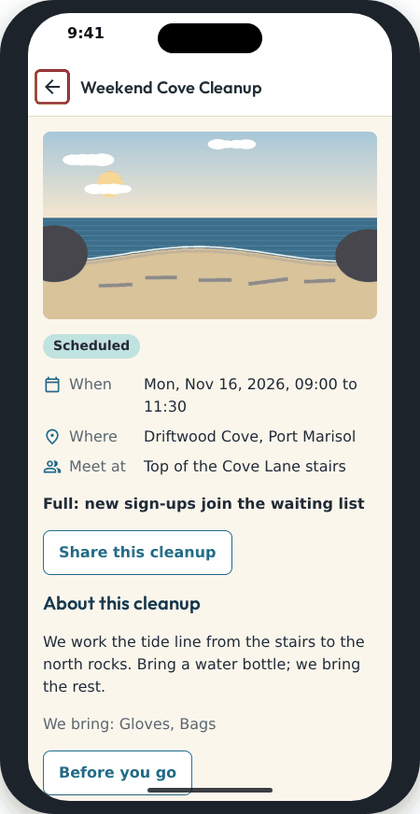 9:41
Weekend Cove Cleanup
Scheduled
When Mon, Nov 16, 2026, 09:00 to
11:30
Where Driftwood Cove, Port Marisol
Meet at Top of the Cove Lane stairs
Full: new sign-ups join the waiting list
Share this cleanup
About this cleanup
We work the tide line from the stairs to the
north rocks. Bring a water bottle; we bring
the rest.
We bring: Gloves, Bags
Before you go